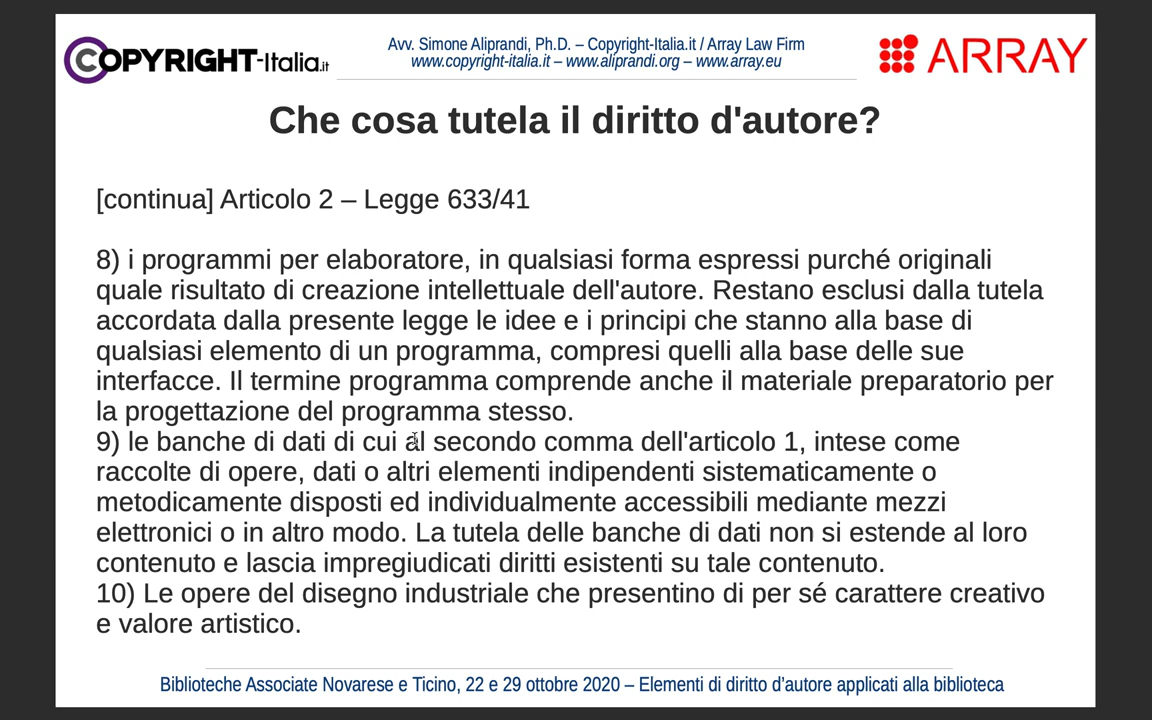 COPYRIGHT-Italia.it
Avv. Simone Aliprandi, Ph.D. – Copyright-Italia.it / Array Law Firm
www.copyright-italia.it – www.aliprandi.org – www.array.eu
ARRAY
Che cosa tutela il diritto d'autore?
[continua] Articolo 2 – Legge 633/41
8) i programmi per elaboratore, in qualsiasi forma espressi purché originali
quale risultato di creazione intellettuale dell'autore. Restano esclusi dalla tutela
accordata dalla presente legge le idee e i principi che stanno alla base di
qualsiasi elemento di un programma, compresi quelli alla base delle sue
interfacce. Il termine programma comprende anche il materiale preparatorio per
la progettazione del programma stesso.
9) le banche di dati di cui al secondo comma dell'articolo 1, intese come
raccolte di opere, dati o altri elementi indipendenti sistematicamente o
metodicamente disposti ed individualmente accessibili mediante mezzi
elettronici o in altro modo. La tutela delle banche di dati non si estende al loro
contenuto e lascia impregiudicati diritti esistenti su tale contenuto.
10) Le opere del disegno industriale che presentino di per sé carattere creativo
e valore artistico.
Biblioteche Associate Novarese e Ticino, 22 e 29 ottobre 2020 – Elementi di diritto d’autore applicati alla biblioteca